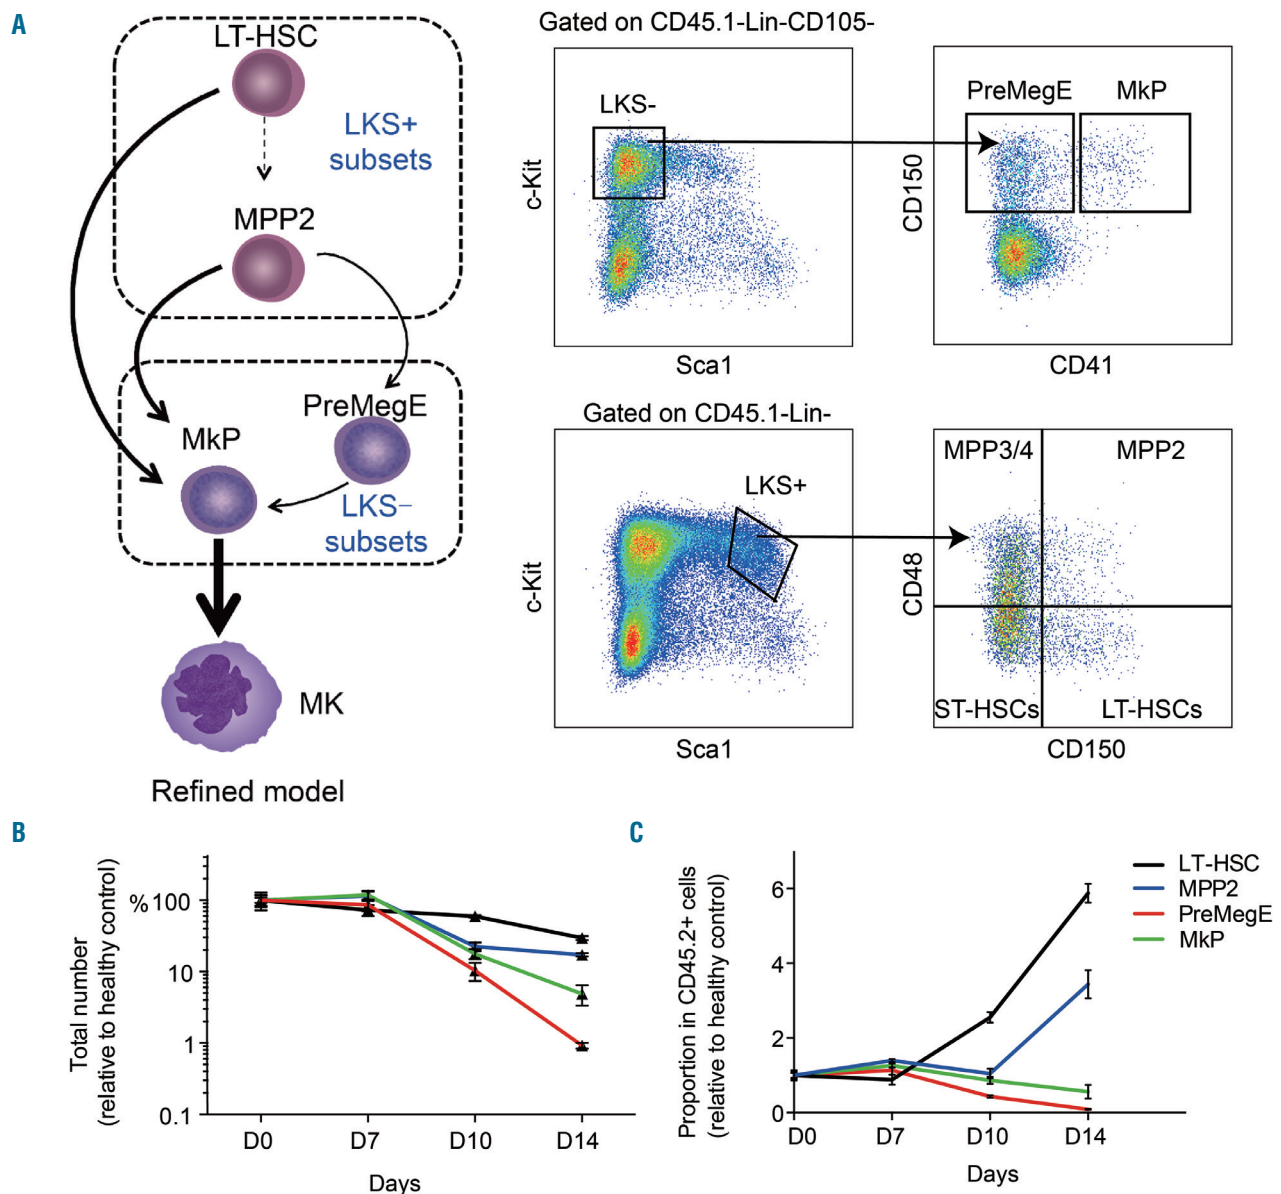 A
LT-HSC
LKS+
subsets
MPP2
PreMegE
MkP
LKS−
subsets
MK
Refined model
Gated on CD45.1-Lin-CD105-
LKS-
c-Kit
Sca1
PreMegE
MkP
CD150
CD41
Gated on CD45.1-Lin-
LKS+
c-Kit
Sca1
MPP3/4
MPP2
CD48
ST-HSCs
LT-HSCs
CD150
B
Total number
(relative to healthy control)
%100
10
1
0.1
D0
D7
D10
D14
Days
C
Proportion in CD45.2+ cells
(relative to healthy control)
6
4
2
0
D0
D7
D10
D14
Days
LT-HSC
MPP2
PreMegE
MkP